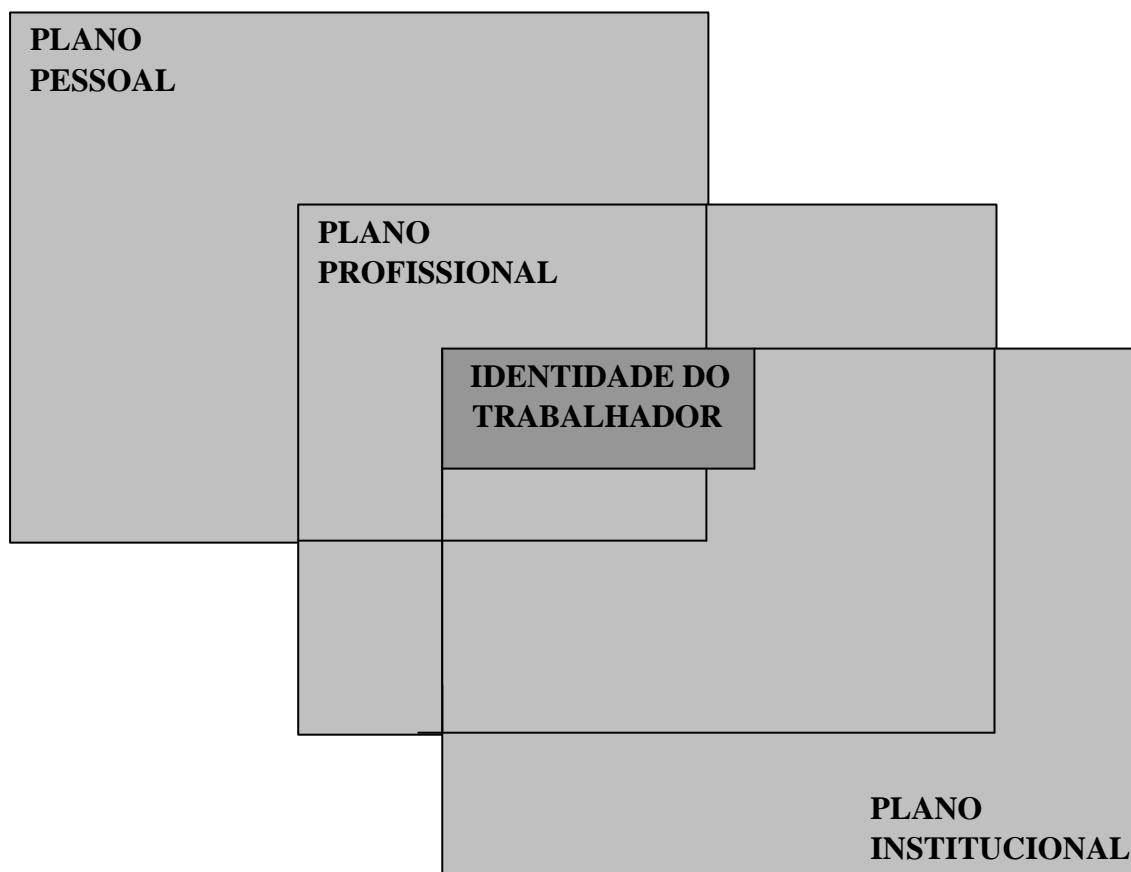 PLANO
PESSOAL
PLANO
PROFISSIONAL
IDENTIDADE DO
TRABALHADOR
PLANO
INSTITUCIONAL